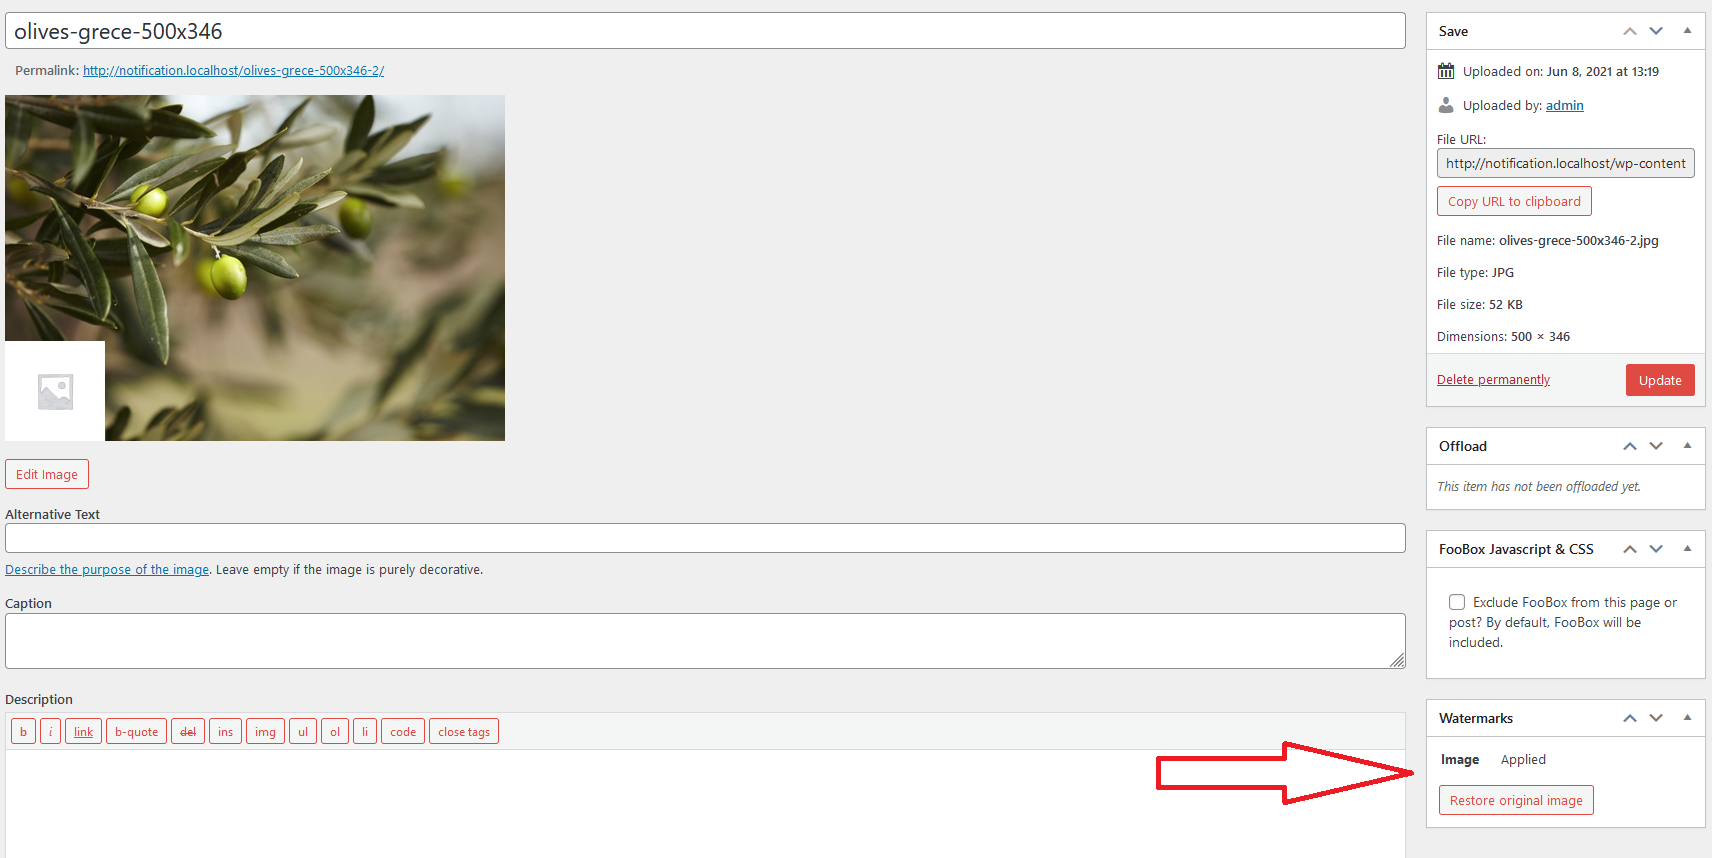 olives-grece-500x346
Permalink: http://notification.localhost/olives-grece-500x346-2/
Edit Image
Alternative Text
Describe the purpose of the image. Leave empty if the image is purely decorative.
Caption
Description
b i link b-quote del ins img ul ol li code close tags
Save
Uploaded on: Jun 8, 2021 at 13:19
Uploaded by: admin
File URL:
http://notification.localhost/wp-content
Copy URL to clipboard
File name: olives-grece-500x346-2.jpg
File type: JPG
File size: 52 KB
Dimensions: 500 × 346
Delete permanently Update
Offload
This item has not been offloaded yet.
FooBox Javascript & CSS
Exclude FooBox from this page or
post? By default, FooBox will be
included.
Watermarks
Image Applied
Restore original image